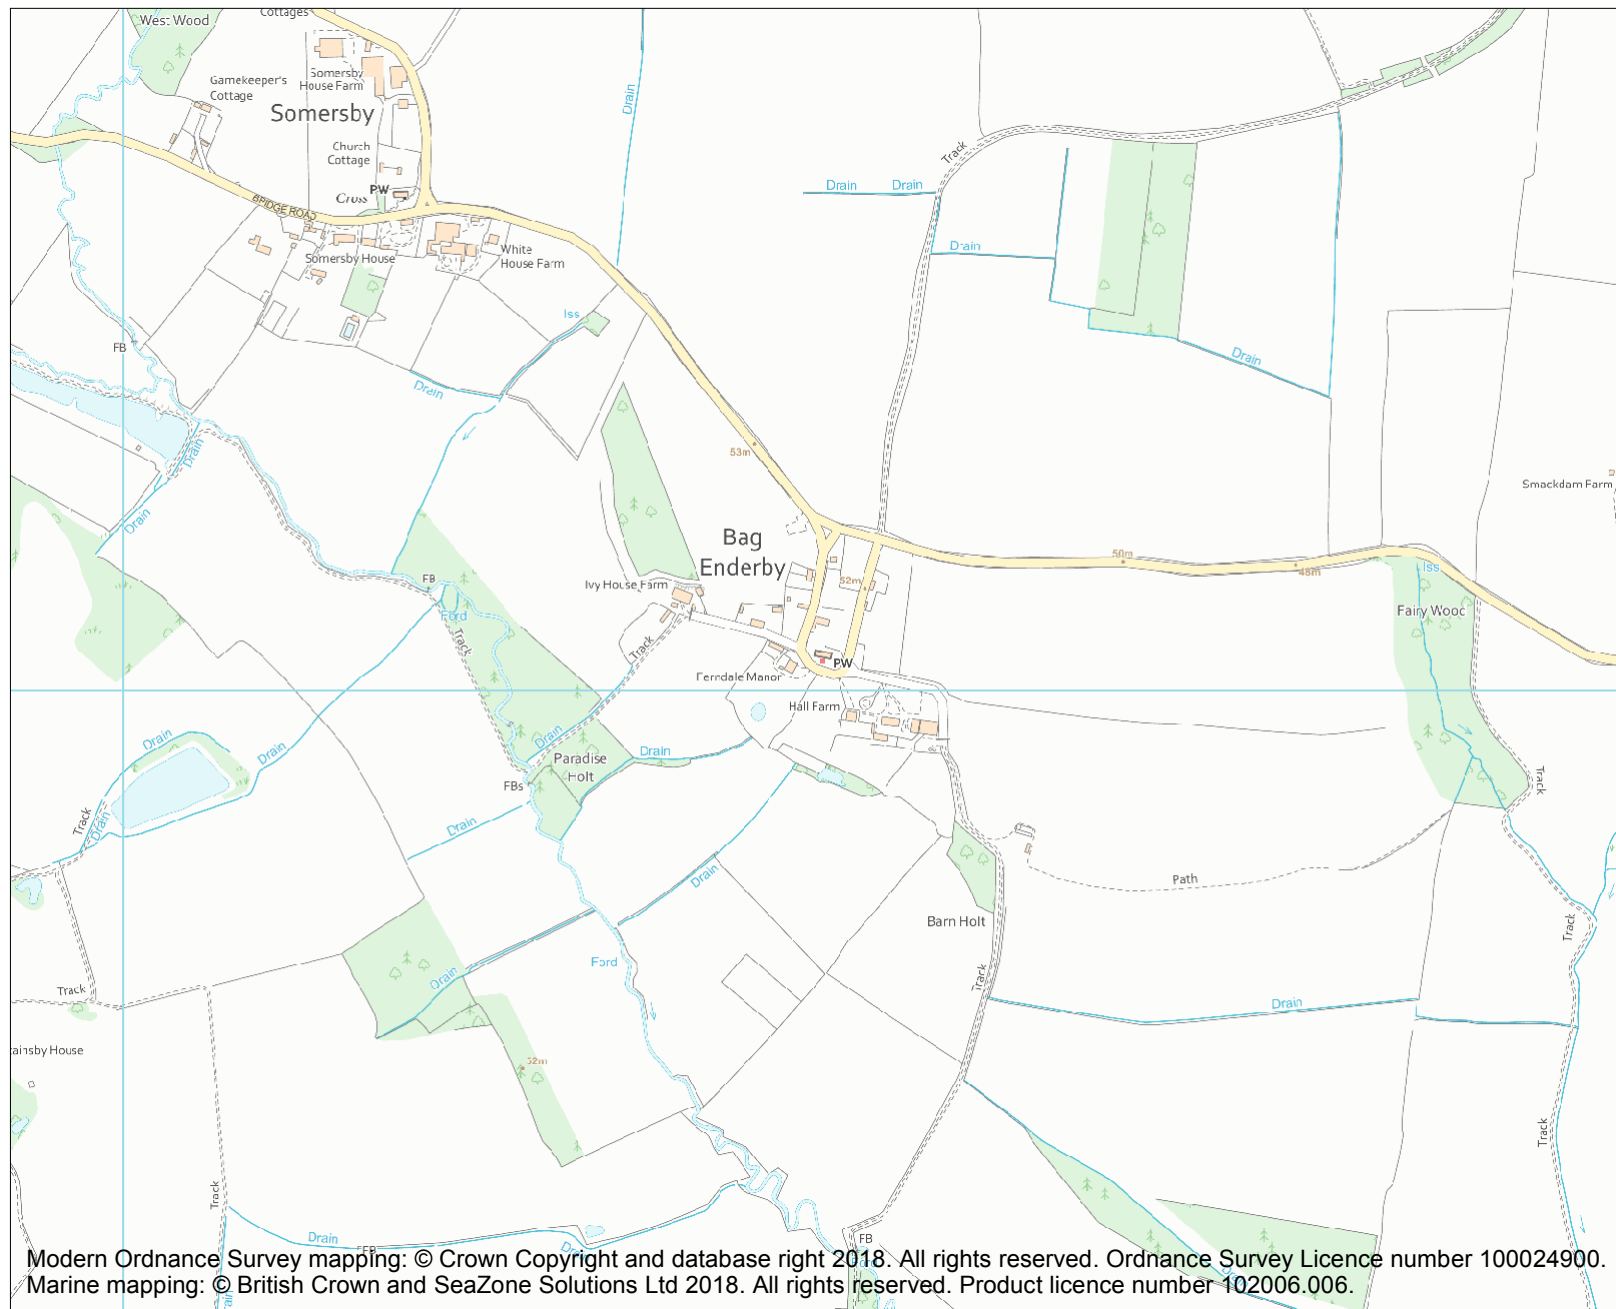 Cottages
West Wood
Somersby
House Farm
Gamekeeper's
Cottage
Somersby
Drain
Church
Cottage
Track
PW
Cross
Drain
Drain
BRIDGE ROAD
Drain
White
House Farm
Somersby House
Iss
FB
Drain
Drain
53m
Drain
Smackdam Farm
Drain
Bag
Enderby
50m
Iss
48m
FB
Ivy House Farm
52m
Fairy Wood
Ford
Track
Track
PW
Ferndale Manor
Hall Farm
Drain
Drain
Drain
Drain
Paradise
Holt
FBs
Track
Track
Drain
Drain
Drain
Path
Barn Holt
Track
Ford
Drain
Track
Track
Drain
52m
Track
Track
Drain
FB
FB
Modern Ordnance Survey mapping: © Crown Copyright and database right 2018. All rights reserved. Ordnance Survey Licence number 100024900.
Marine mapping: © British Crown and SeaZone Solutions Ltd 2018. All rights reserved. Product licence number 102006.006.